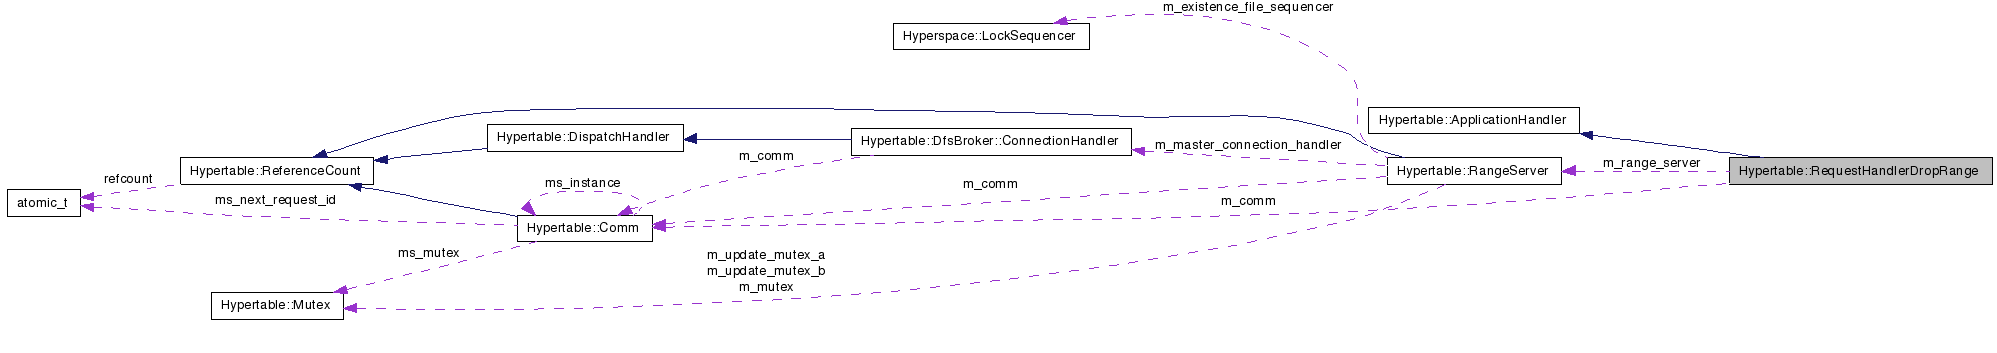 m_existence_file_sequencer
Hyperspace::LockSequencer
Hypertable::ApplicationHandler
Hypertable::DispatchHandler
Hypertable::DfsBroker::ConnectionHandler
m_master_connection_handler
m_comm
m_range_server
Hypertable::ReferenceCount
Hypertable::RangeServer
Hypertable::RequestHandlerDropRange
refcount
ms_instance
m_comm
atomic_t
ms_next_request_id
m_comm
Hypertable::Comm
ms_mutex
m_update_mutex_a
m_update_mutex_b
m_mutex
Hypertable::Mutex